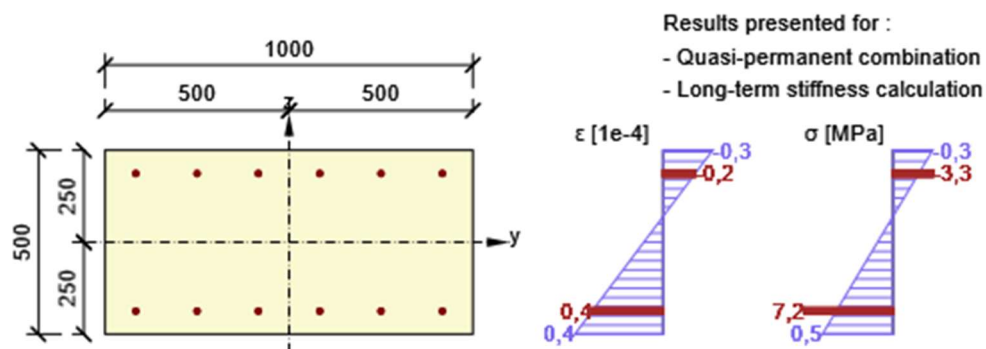 Results presented for :
- Quasi-permanent combination
- Long-term stiffness calculation
1000
500
500
z
y
500
250
250
ε [1e-4]
-0,3
-0,2
0,4
0,4
σ [MPa]
-0,3
-3,3
7,2
0,5